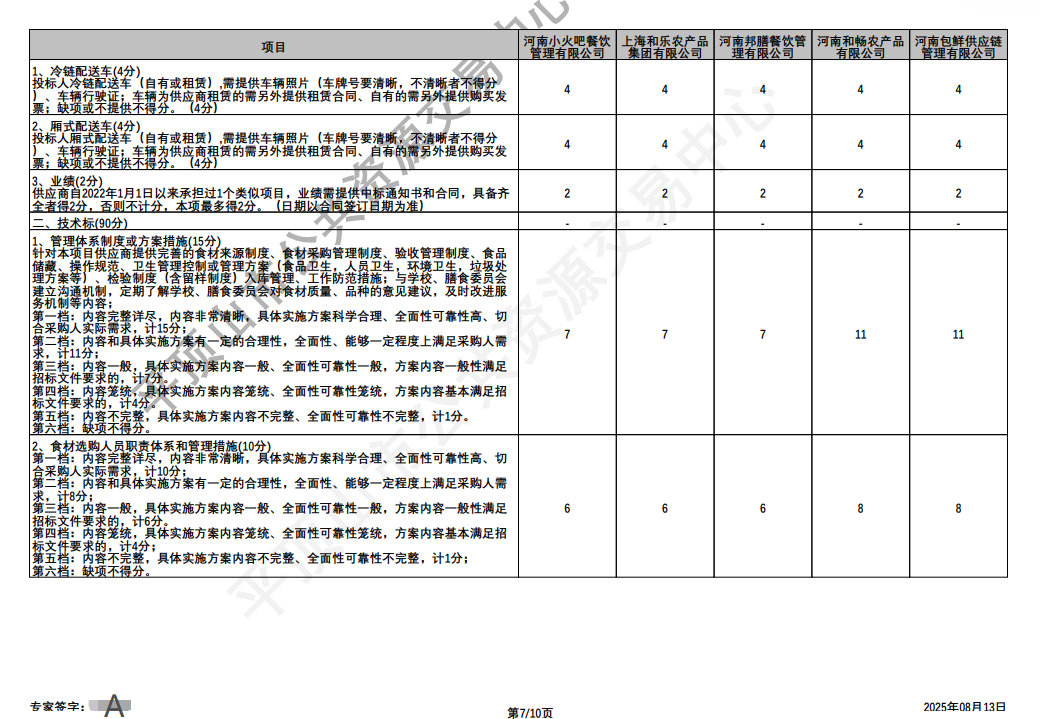 项目
河南小火吧餐饮
管理有限公司
上海和乐农产品
集团有限公司
河南邦膳餐饮管
理有限公司
河南和畅农产品
有限公司
河南包鲜供应链
管理有限公司
1、冷链配送车(4分)
投标人冷链配送车（自有或租赁）,需提供车辆照片（车牌号要清晰，不清晰者不得分
）、车辆行驶证；车辆为供应商租赁的需另外提供租赁合同、自有的需另外提供购买发
票；缺项或不提供不得分。（4分）
4 4 4 4 4
2、厢式配送车(4分)
投标人厢式配送车（自有或租赁）,需提供车辆照片（车牌号要清晰，不清晰者不得分
）、车辆行驶证；车辆为供应商租赁的需另外提供租赁合同、自有的需另外提供购买发
票；缺项或不提供不得分。（4分）
4 4 4 4 4
3、业绩(2分)
供应商自2022年1月1日以来承担过1个类似项目，业绩需提供中标通知书和合同，具备齐
全者得2分，否则不计分，本项最多得2分。（日期以合同签订日期为准）
2 2 2 2 2
二、技术标(90分)
- - - - -
1、管理体系制度或方案措施(15分)
针对本项目供应商提供完善的食材来源制度、食材采购管理制度、验收管理制度、食品
储藏、操作规范、卫生管理控制或管理方案（食品卫生，人员卫生，环境卫生，垃圾处
理方案等）、检验制度（含留样制度）入库管理、工作防范措施；与学校、膳食委员会
建立沟通机制，定期了解学校、膳食委员会对食材质量、品种的意见建议，及时改进服
务机制等内容；
第一档：内容完整详尽，内容非常清晰，具体实施方案科学合理、全面性可靠性高、切
合采购人实际需求，计15分；
第二档：内容和具体实施方案有一定的合理性，全面性、能够一定程度上满足采购人需
求，计11分；
第三档：内容一般，具体实施方案内容一般、全面性可靠性一般，方案内容一般性满足
招标文件要求的，计7分。
第四档：内容笼统，具体实施方案内容笼统、全面性可靠笼统，方案内容基本满足招
标文件要求的，计4分。
第五档：内容不完整，具体实施方案内容不完整、全面性可靠性不完整，计1分。
第六档：缺项不得分。
7 7 7 11 11
2、食材选购人员职责体系和管理措施(10分)
第一档：内容完整详尽，内容非常清晰，具体实施方案科学合理、全面性可靠性高、切
合采购人实际需求，计10分；
第二档：内容和具体实施方案有一定的合理性，全面性、能够一定程度上满足采购人需
求，计8分；
第三档：内容一般，具体实施方案内容一般、全面性可靠性一般，方案内容一般性满足
招标文件要求的，计6分。
第四档：内容笼统，具体实施方案内容笼统、全面性可靠笼统，方案内容基本满足招
标文件要求的，计4分；
第五档：内容不完整，具体实施方案内容不完整、全面性可靠性不完整，计1分；
第六档：缺项不得分。
6 6 6 8 8
平顶山市公共资源交易中心
平顶山市公共资源交易中心
专家签字： A
第7/10页
2025年08月13日